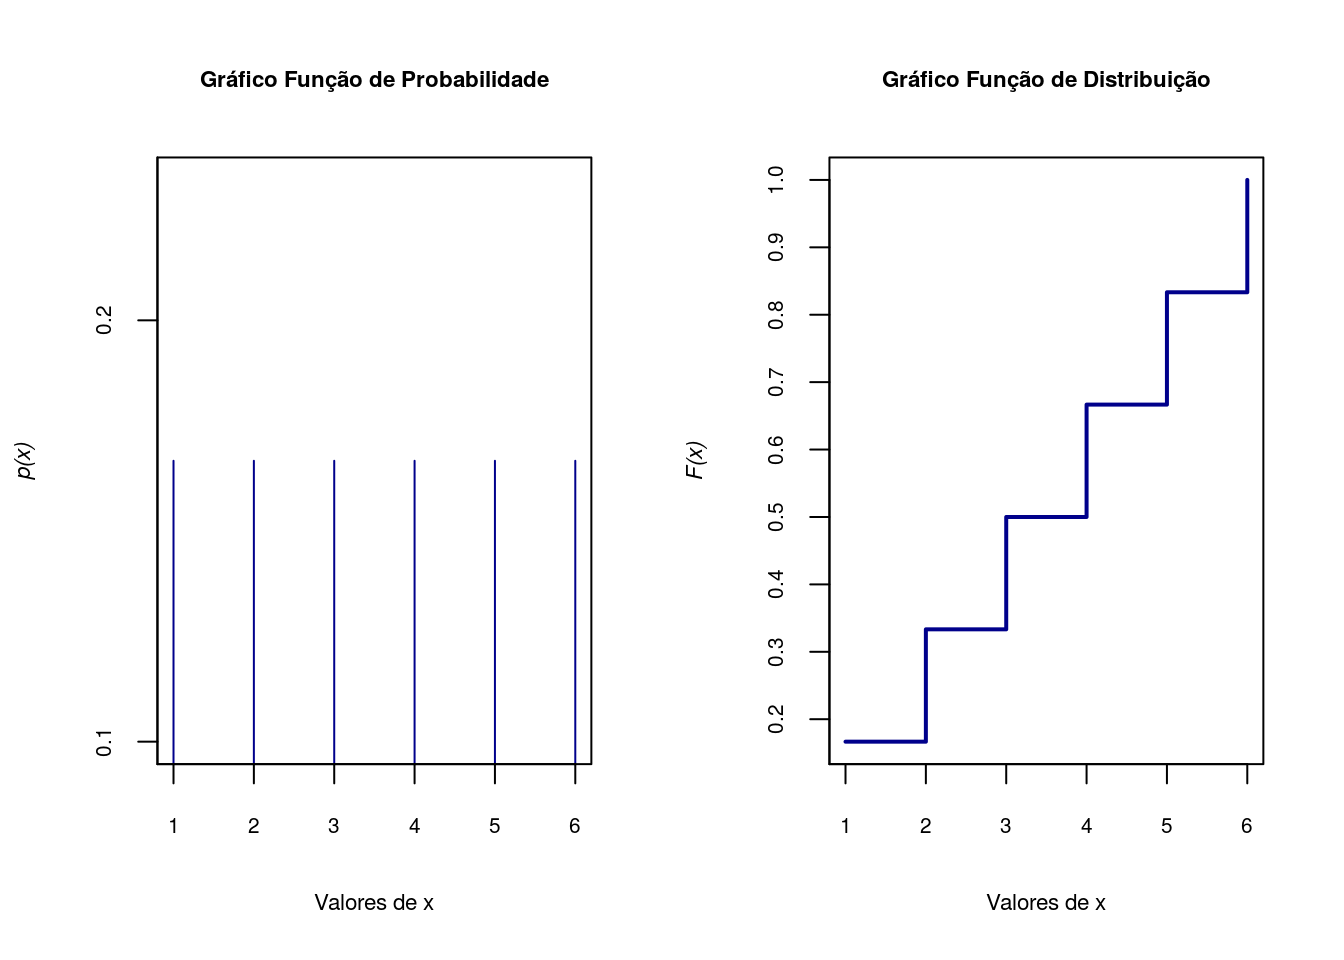 Gráfico Função de Probabilidade
p(x)
0.2
0.1
1 2 3 4 5 6
Valores de x
Gráfico Função de Distribuição
F(x)
1.0
0.9
0.8
0.7
0.6
0.5
0.4
0.3
0.2
1 2 3 4 5 6
Valores de x